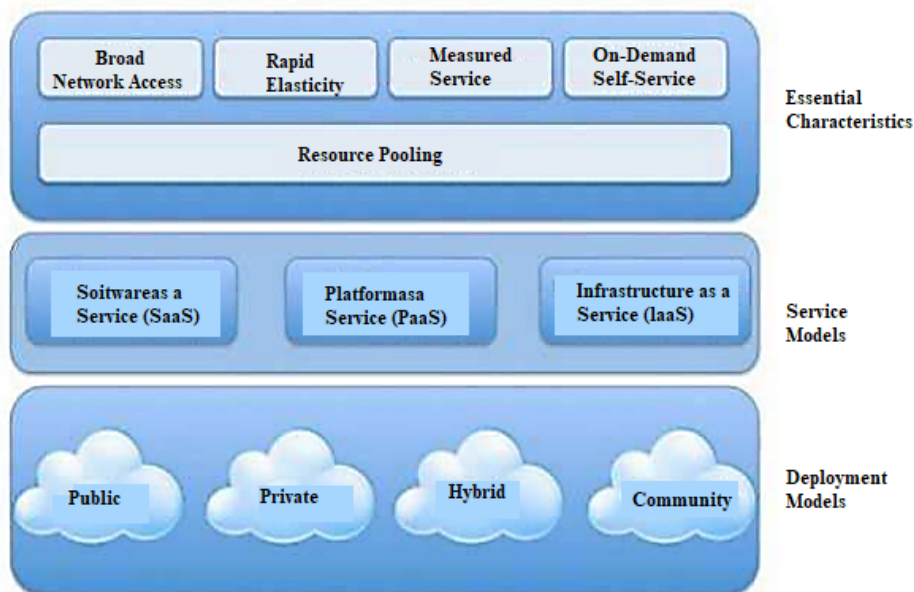 Broad
Network Access
Rapid
Elasticity
Measured
Service
On-Demand
Self-Service
Resource Pooling
Essential
Characteristics
Soitwareas a
Service (SaaS)
Platformasa
Service (PaaS)
Infrastructure as a
Service (IaaS)
Service
Models
Public
Private
Hybrid
Community
Deployment
Models